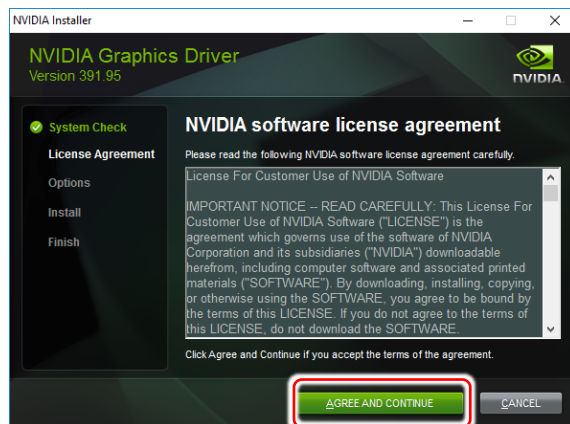 NVIDIA Installer
NVIDIA Graphics Driver
Version 391.95
NVIDIA.
System Check
License Agreement
Options
Install
Finish
NVIDIA software license agreement
Please read the following NVIDIA software license agreement carefully.
License For Customer Use of NVIDIA Software
IMPORTANT NOTICE -- READ CAREFULLY: This License For
Customer Use of NVIDIA Software ("LICENSE") is the
agreement which governs use of the software of NVIDIA
Corporation and its subsidiaries ("NVIDIA") downloadable
herefrom, including computer software and associated printed
materials ("SOFTWARE"). By downloading, installing, copying,
or otherwise using the SOFTWARE, you agree to be bound by
the terms of this LICENSE. If you do not agree to the terms of
this LICENSE, do not download the SOFTWARE.
Click Agree and Continue if you accept the terms of the agreement.
AGREE AND CONTINUE
CANCEL